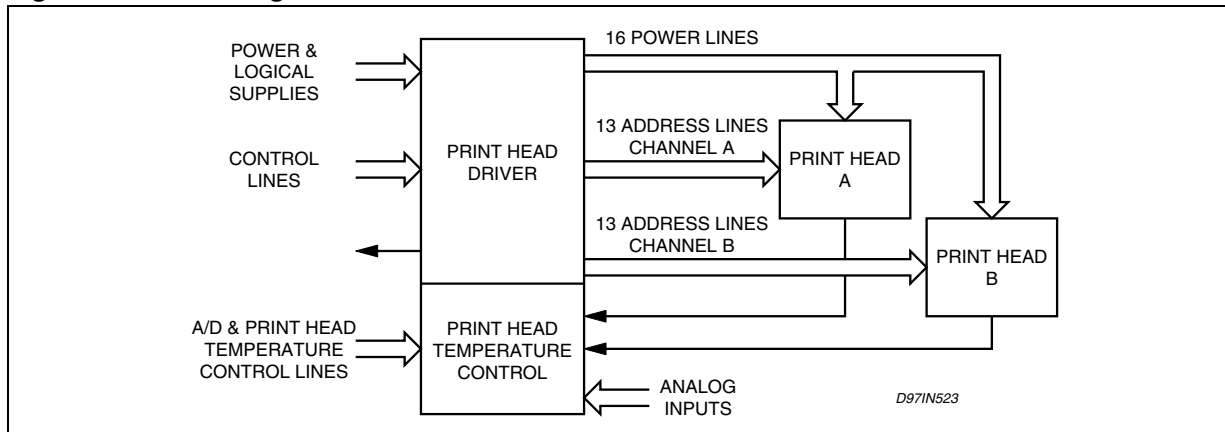 16 POWER LINES
POWER &
LOGICAL
SUPPLIES
13 ADDRESS LINES
CHANNEL A
CONTROL
LINES
PRINT HEAD
DRIVER
PRINT HEAD
A
13 ADDRESS LINES
CHANNEL B
PRINT HEAD
B
A/D & PRINT HEAD
TEMPERATURE
CONTROL LINES
PRINT HEAD
TEMPERATURE
CONTROL
ANALOG
INPUTS
D97IN523